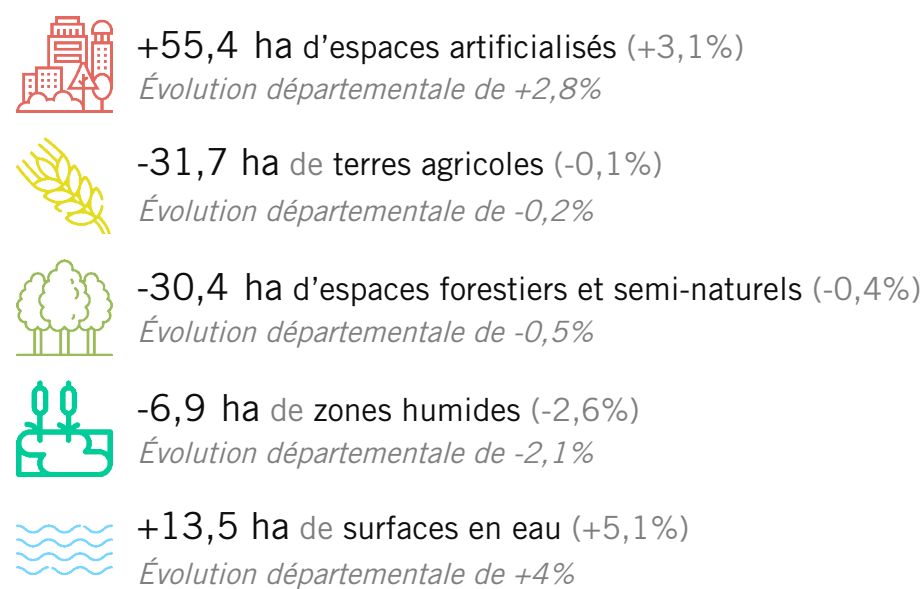 +55,4 ha d’espaces artificialisés (+3,1%)
Évolution départementale de +2,8%
-31,7 ha de terres agricoles (-0,1%)
Évolution départementale de -0,2%
-30,4 ha d’espaces forestiers et semi-naturels (-0,4%)
Évolution départementale de -0,5%
-6,9 ha de zones humides (-2,6%)
Évolution départementale de -2,1%
+13,5 ha de surfaces en eau (+5,1%)
Évolution départementale de +4%